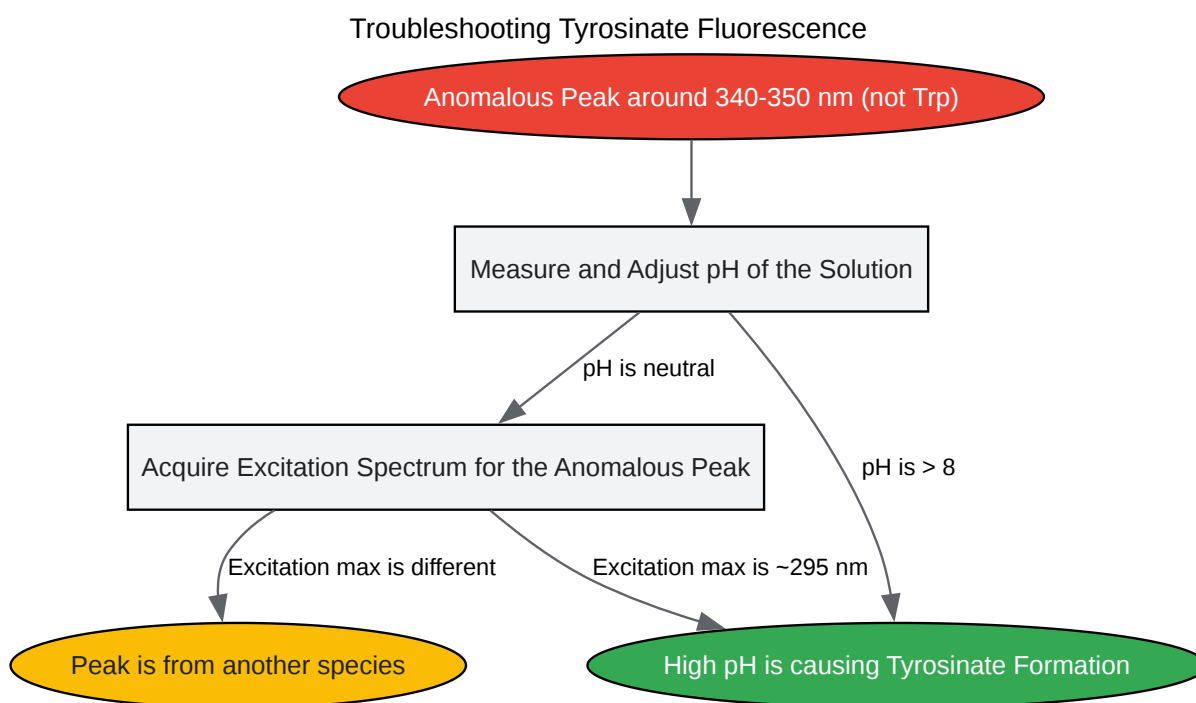 Troubleshooting Tyrosinate Fluorescence
Anomalous Peak around 340-350 nm (not Trp)
Measure and Adjust pH of the Solution
pH is neutral
Acquire Excitation Spectrum for the Anomalous Peak
pH is > 8
Excitation max is different
Excitation max is ~295 nm
Peak is from another species
High pH is causing Tyrosinate Formation